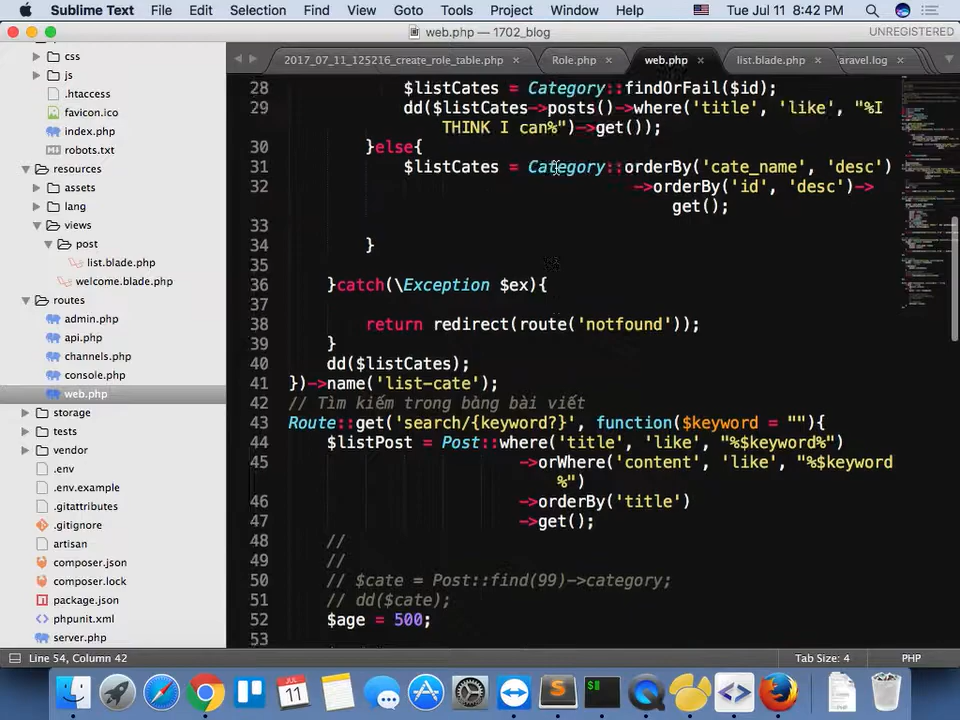 Sublime Text File Edit Selection Find View Goto Tools Project Window Help Tue Jul 11 8:42 PM
web.php — 1702_blog UNREGISTERED
2017_07_11_125216_create_role_table.php Role.php web.php list.blade.php aravel.log
css
js
.htaccess
favicon.ico
index.php
robots.txt
resources
assets
lang
views
post
list.blade.php
welcome.blade.php
routes
admin.php
api.php
channels.php
console.php
web.php
storage
tests
vendor
.env
.env.example
.gitattributes
.gitignore
artisan
composer.json
composer.lock
package.json
phpunit.xml
server.php
28 $listCates = Category::findOrFail($id);
29 dd($listCates->posts()->where('title', 'like', "%I
THINK I can%")->get());
30 }else{
31 $listCates = Category::orderBy('cate_name', 'desc')
32 ->orderBy('id', 'desc')->
get();
33
34 }
35
36 }catch(\Exception $ex){
37
38 return redirect(route('notfound'));
39 }
40 dd($listCates);
41 })->name('list-cate');
42 // Tìm kiếm trong bảng bài viết
43 Route::get('search/{keyword?}', function($keyword = ""){
44 $listPost = Post::where('title', 'like', "%$keyword%")
45 ->orWhere('content', 'like', "%$keyword
%")
46 ->orderBy('title')
47 ->get();
48 //
49 //
50 // $cate = Post::find(99)->category;
51 // dd($cate);
52 $age = 500;
53
Line 54, Column 42 Tab Size: 4 PHP
JUL
11